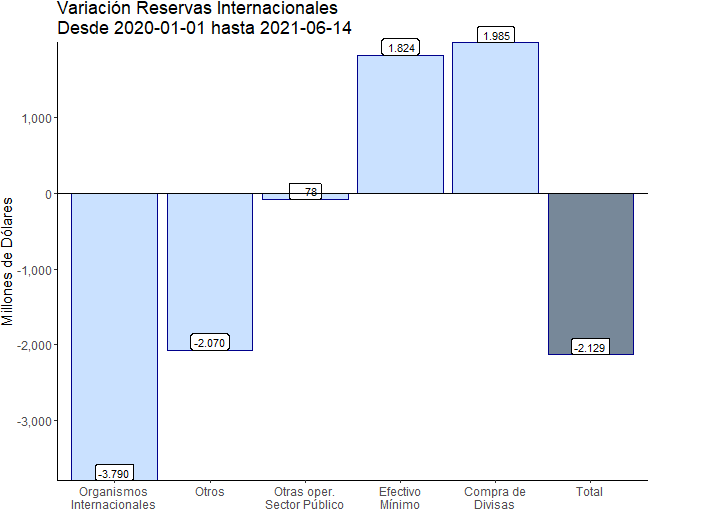 Variación Reservas Internacionales
Desde 2020-01-01 hasta 2021-06-14
Millones de Dólares
1,000
0
-1,000
-2,000
-3,000
-3.790
-2.070
78
1.824
1.985
-2.129
Organismos
Internacionales
Otros
Otras oper.
Sector Público
Efectivo
Mínimo
Compra de
Divisas
Total